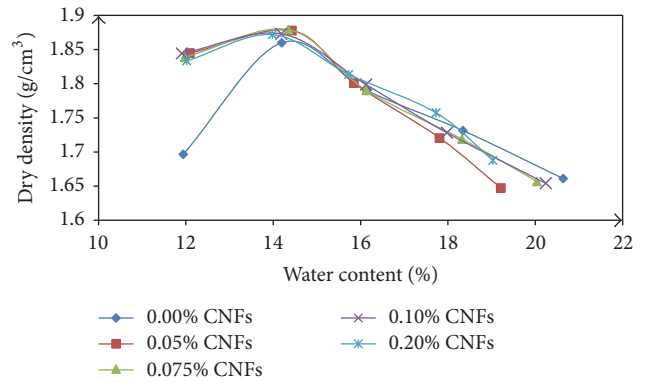 Dry density (g/cm³)
1.9
1.85
1.8
1.75
1.7
1.65
1.6
10 12 14 16 18 20 22
Water content (%)
0.00% CNFs 0.10% CNFs
0.05% CNFs 0.20% CNFs
0.075% CNFs